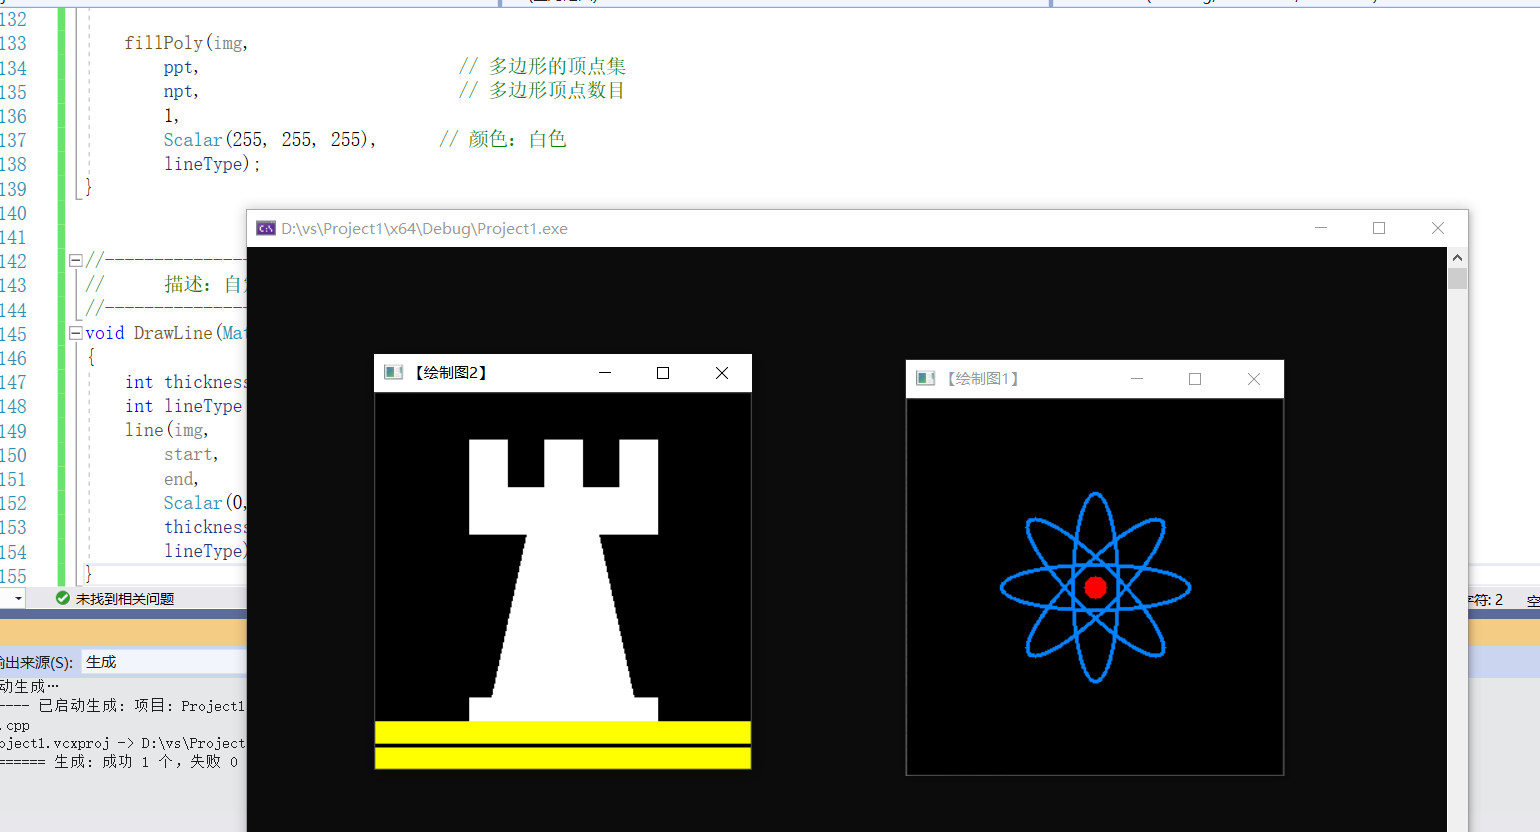 132
133 fillPoly(img,
134 ppt, // 多边形的顶点集
135 npt, // 多边形顶点数目
136 1,
137 Scalar(255, 255, 255), // 颜色：白色
138 lineType);
139 }
140
141
142 //---------------
143 // 描述：自
144 //---------------
145 void DrawLine(Mat
146 {
147 int thickness
148 int lineType
149 line(img,
150 start,
151 end,
152 Scalar(0,
153 thickness
154 lineType)
155 }
D:\vs\Project1\x64\Debug\Project1.exe
【绘制图2】
【绘制图1】
未找到相关问题
字符: 2
空
输出来源(S): 生成
动生成…
---- 已启动生成: 项目: Project1
.cpp
oject1.vcxproj -> D:\vs\Project
====== 生成: 成功 1 个，失败 0